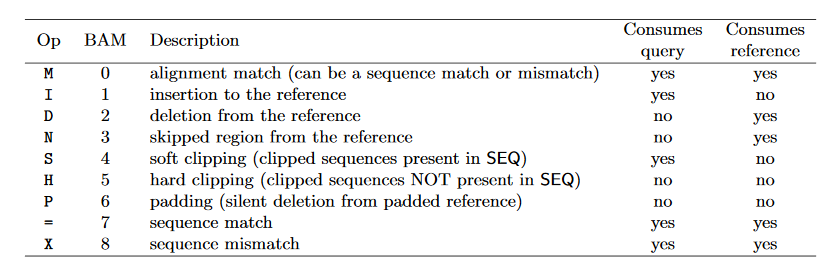 Op BAM Description Consumes query Consumes reference
M 0 alignment match (can be a sequence match or mismatch) yes yes
I 1 insertion to the reference yes no
D 2 deletion from the reference no yes
N 3 skipped region from the reference no yes
S 4 soft clipping (clipped sequences present in SEQ) yes no
H 5 hard clipping (clipped sequences NOT present in SEQ) no no
P 6 padding (silent deletion from padded reference) no no
= 7 sequence match yes yes
X 8 sequence mismatch yes yes